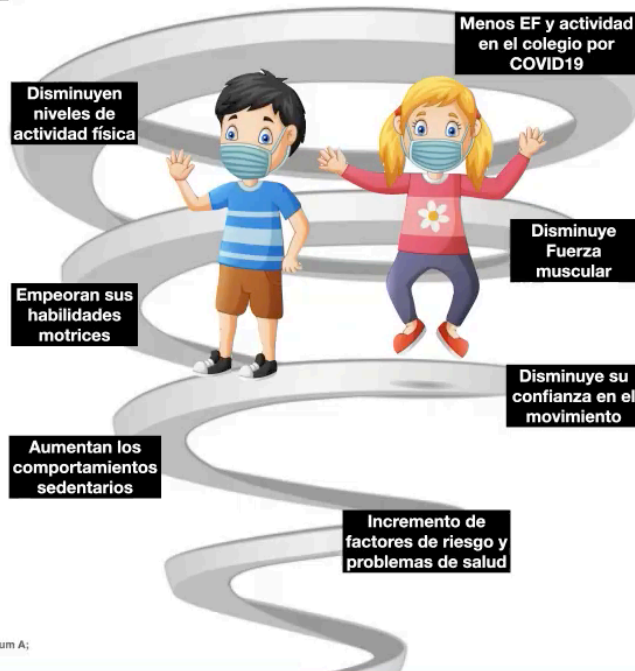 Menos EF y actividad
en el colegio por
COVID19
Disminuyen
niveles de
actividad física
Disminuye
Fuerza
muscular
Empeoran sus
habilidades
motrices
Disminuye su
confianza en el
movimiento
Aumentan los
comportamientos
sedentarios
Incremento de
factores de riesgo y
problemas de salud
um A;